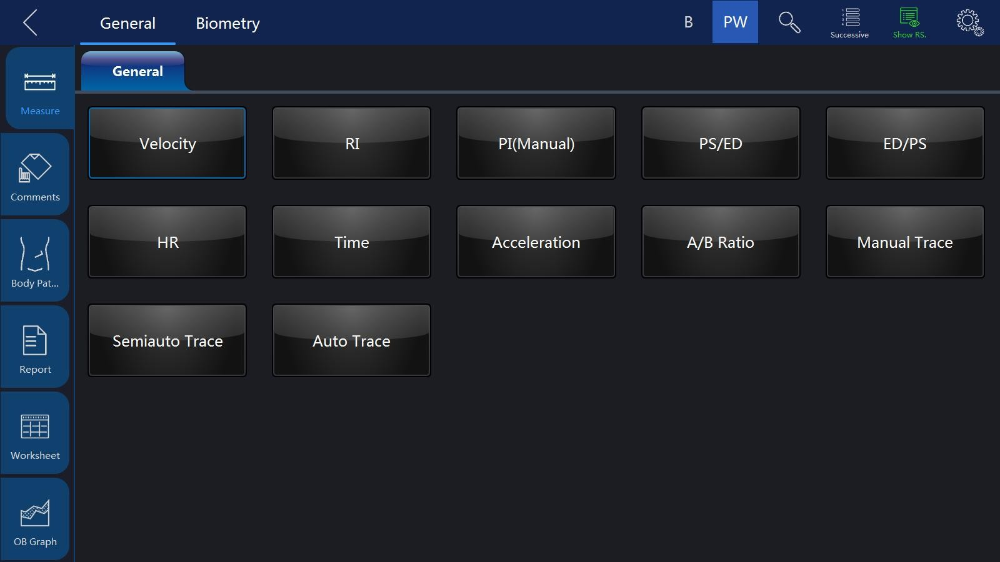 General
Biometry
B
PW
Successive
Show RS.
Measure
General
Velocity
RI
PI(Manual)
PS/ED
ED/PS
Comments
HR
Time
Acceleration
A/B Ratio
Manual Trace
Body Pat...
Semiauto Trace
Auto Trace
Report
Worksheet
OB Graph